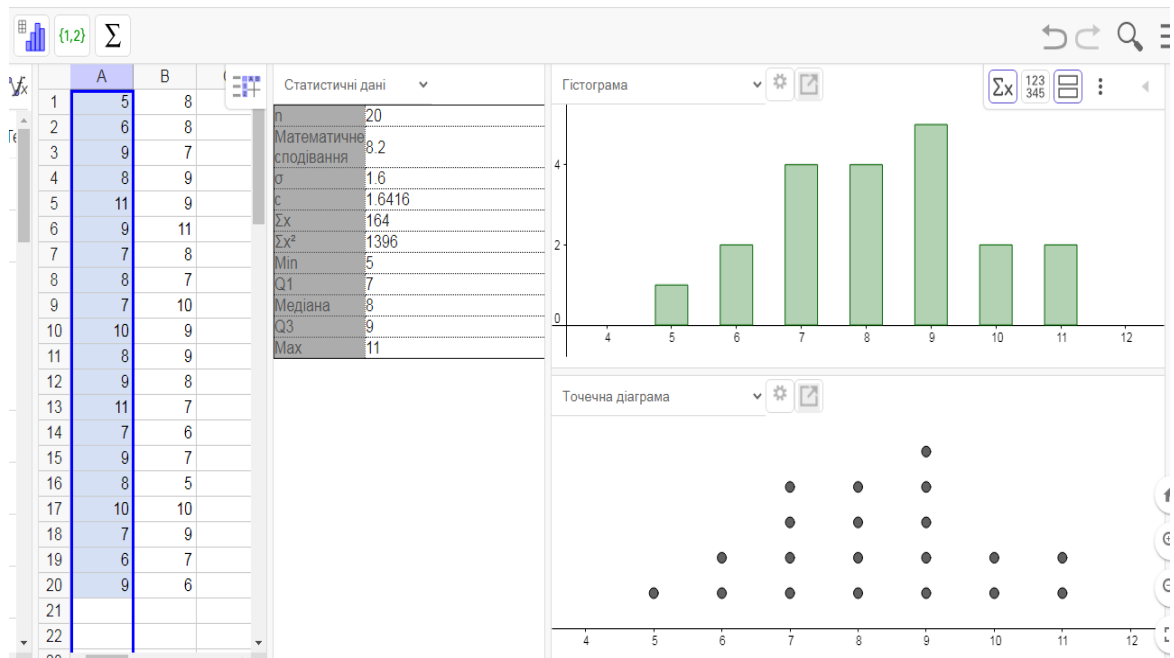 {1,2} Σ
A B
1 5 8
2 6 8
3 9 7
4 8 9
5 11 9
6 9 11
7 7 8
8 8 7
9 7 10
10 10 9
11 8 9
12 9 8
13 11 7
14 7 6
15 9 7
16 8 5
17 10 10
18 7 9
19 6 7
20 9 6
21
22
Статистичні дані
n 20
Математичне
сподівання 8.2
σ 1.6
с 1.6416
Σx 164
Σx² 1396
Min 5
Q1 7
Медіана 8
Q3 9
Max 11
Гістограма
Σx
123
345
4
2
0
4 5 6 7 8 9 10 11 12
Точечна діаграма
4 5 6 7 8 9 10 11 12